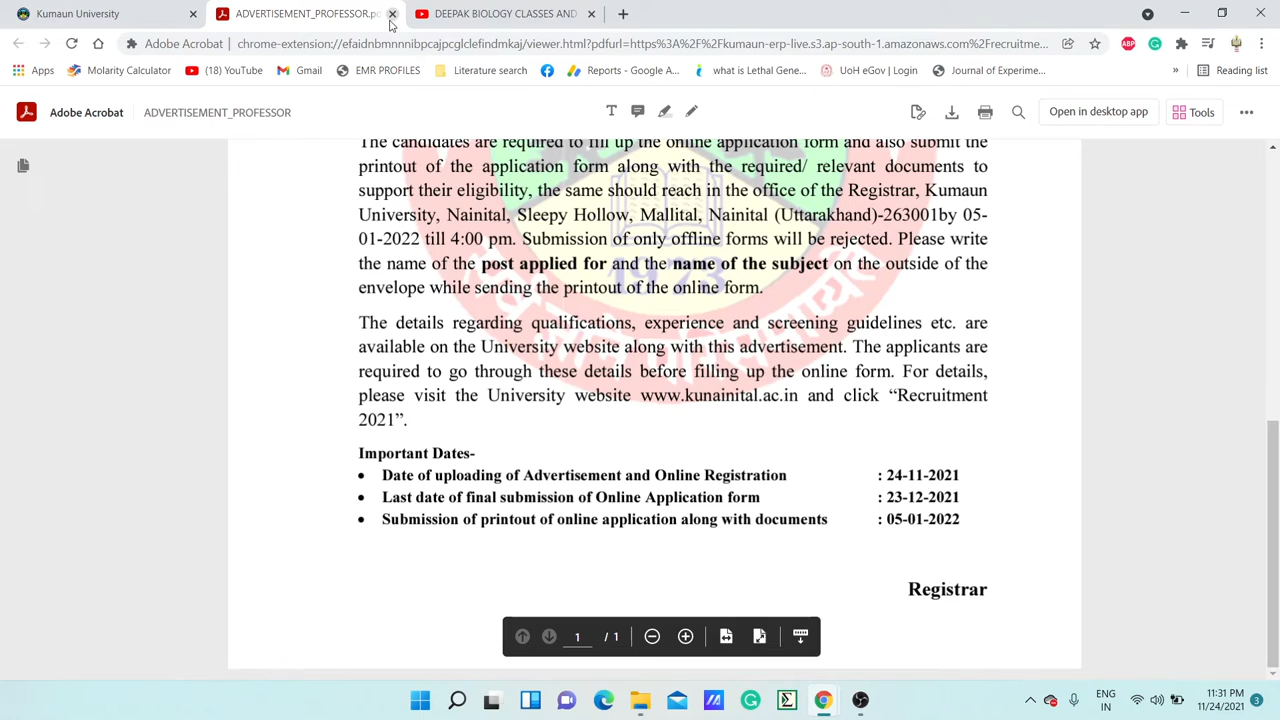 Kumaun University
ADVERTISEMENT_PROFESSOR.p
DEEPAK BIOLOGY CLASSES AND
Adobe Acrobat | chrome-extension://efaidnbmnnnibpcajpcglclefindmkaj/viewer.html?pdfurl=https%3A%2F%2Fkumaun-erp-live.s3.ap-south-1.amazonaws.com%2Frecruitme...
Apps
Molarity Calculator
(18) YouTube
Gmail
EMR PROFILES
Literature search
Reports - Google A...
what is Lethal Gene...
UoH eGov | Login
Journal of Experime...
»
Reading list
Adobe Acrobat
ADVERTISEMENT_PROFESSOR
Open in desktop app
Tools
The candidates are required to fill up the online application form and also submit the
printout of the application form along with the required/ relevant documents to
support their eligibility, the same should reach in the office of the Registrar, Kumaun
University, Nainital, Sleepy Hollow, Mallital, Nainital (Uttarakhand)-263001by 05-
01-2022 till 4:00 pm. Submission of only offline forms will be rejected. Please write
the name of the post applied for and the name of the subject on the outside of the
envelope while sending the printout of the online form.
1973
The details regarding qualifications, experience and screening guidelines etc. are
available on the University website along with this advertisement. The applicants are
required to go through these details before filling up the online form. For details,
please visit the University website www.kunainital.ac.in and click “Recruitment
2021”.
Important Dates-
• Date of uploading of Advertisement and Online Registration : 24-11-2021
• Last date of final submission of Online Application form : 23-12-2021
• Submission of printout of online application along with documents : 05-01-2022
Registrar
1 / 1
ENG
IN
11:31 PM
11/24/2021
3